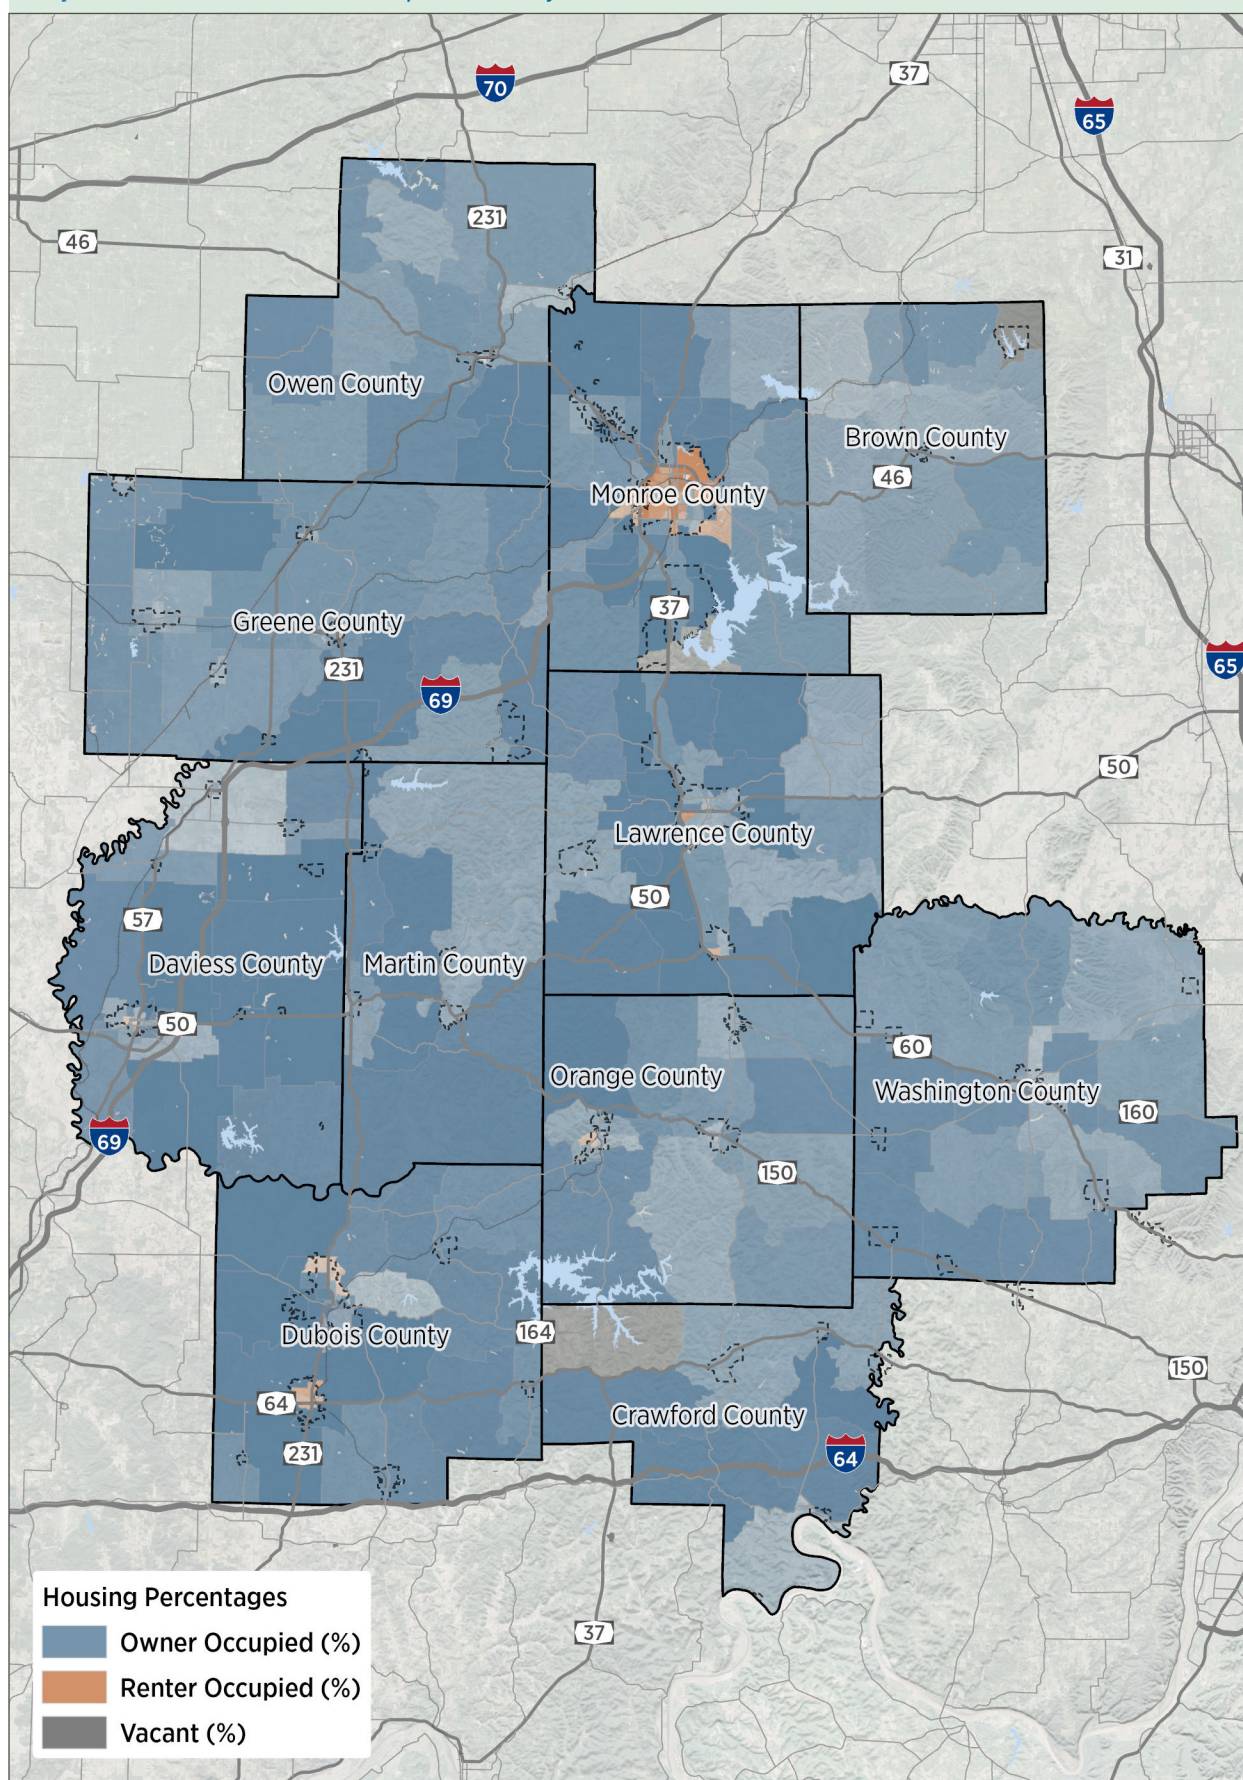 70
37
65
231
46
31
Owen County
Brown County
46
Monroe County
37
Greene County
231
65
69
50
Lawrence County
50
57
Daviess County
Martin County
50
60
Orange County
Washington County
160
69
150
164
Dubois County
150
64
Crawford County
231
64
37
Housing Percentages
Owner Occupied (%)
Renter Occupied (%)
Vacant (%)